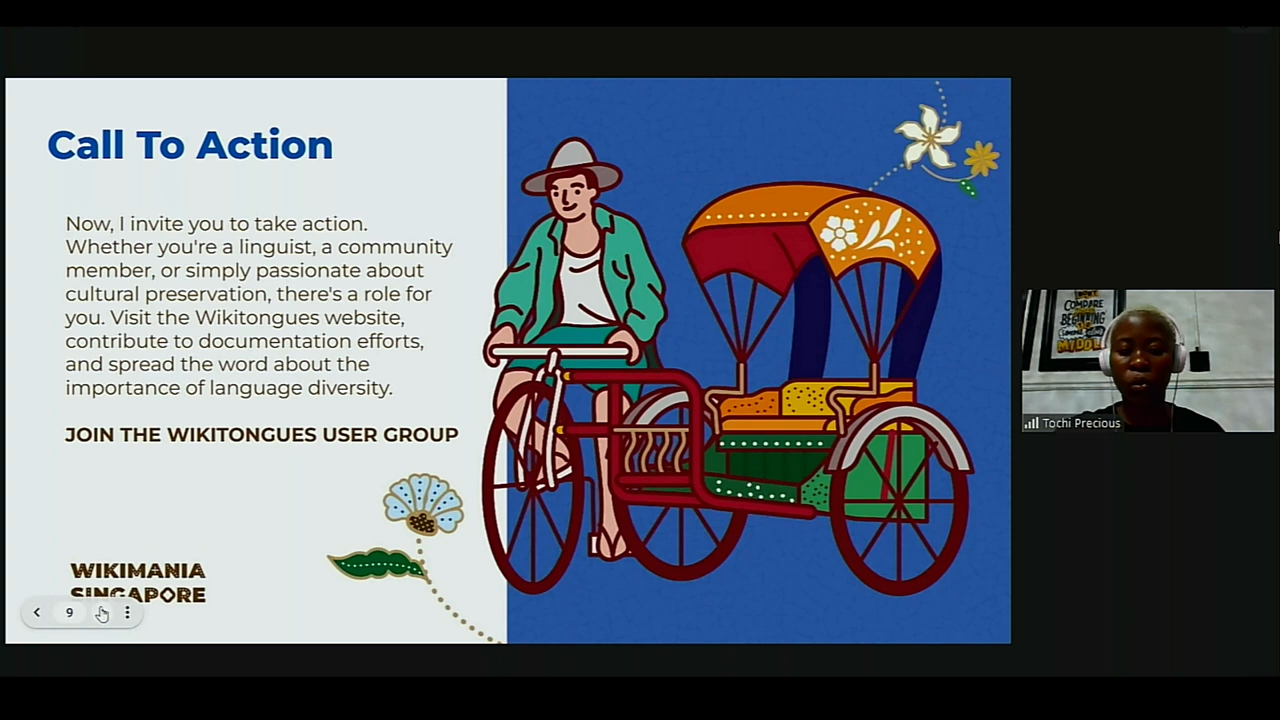 Call To Action
Now, I invite you to take action.
Whether you're a linguist, a community
member, or simply passionate about
cultural preservation, there's a role for
you. Visit the Wikitongues website,
contribute to documentation efforts,
and spread the word about the
importance of language diversity.
JOIN THE WIKITONGUES USER GROUP
WIKIMANIA
SINGAPORE
9
COMPARE
BEGINNING
Tochi Precious